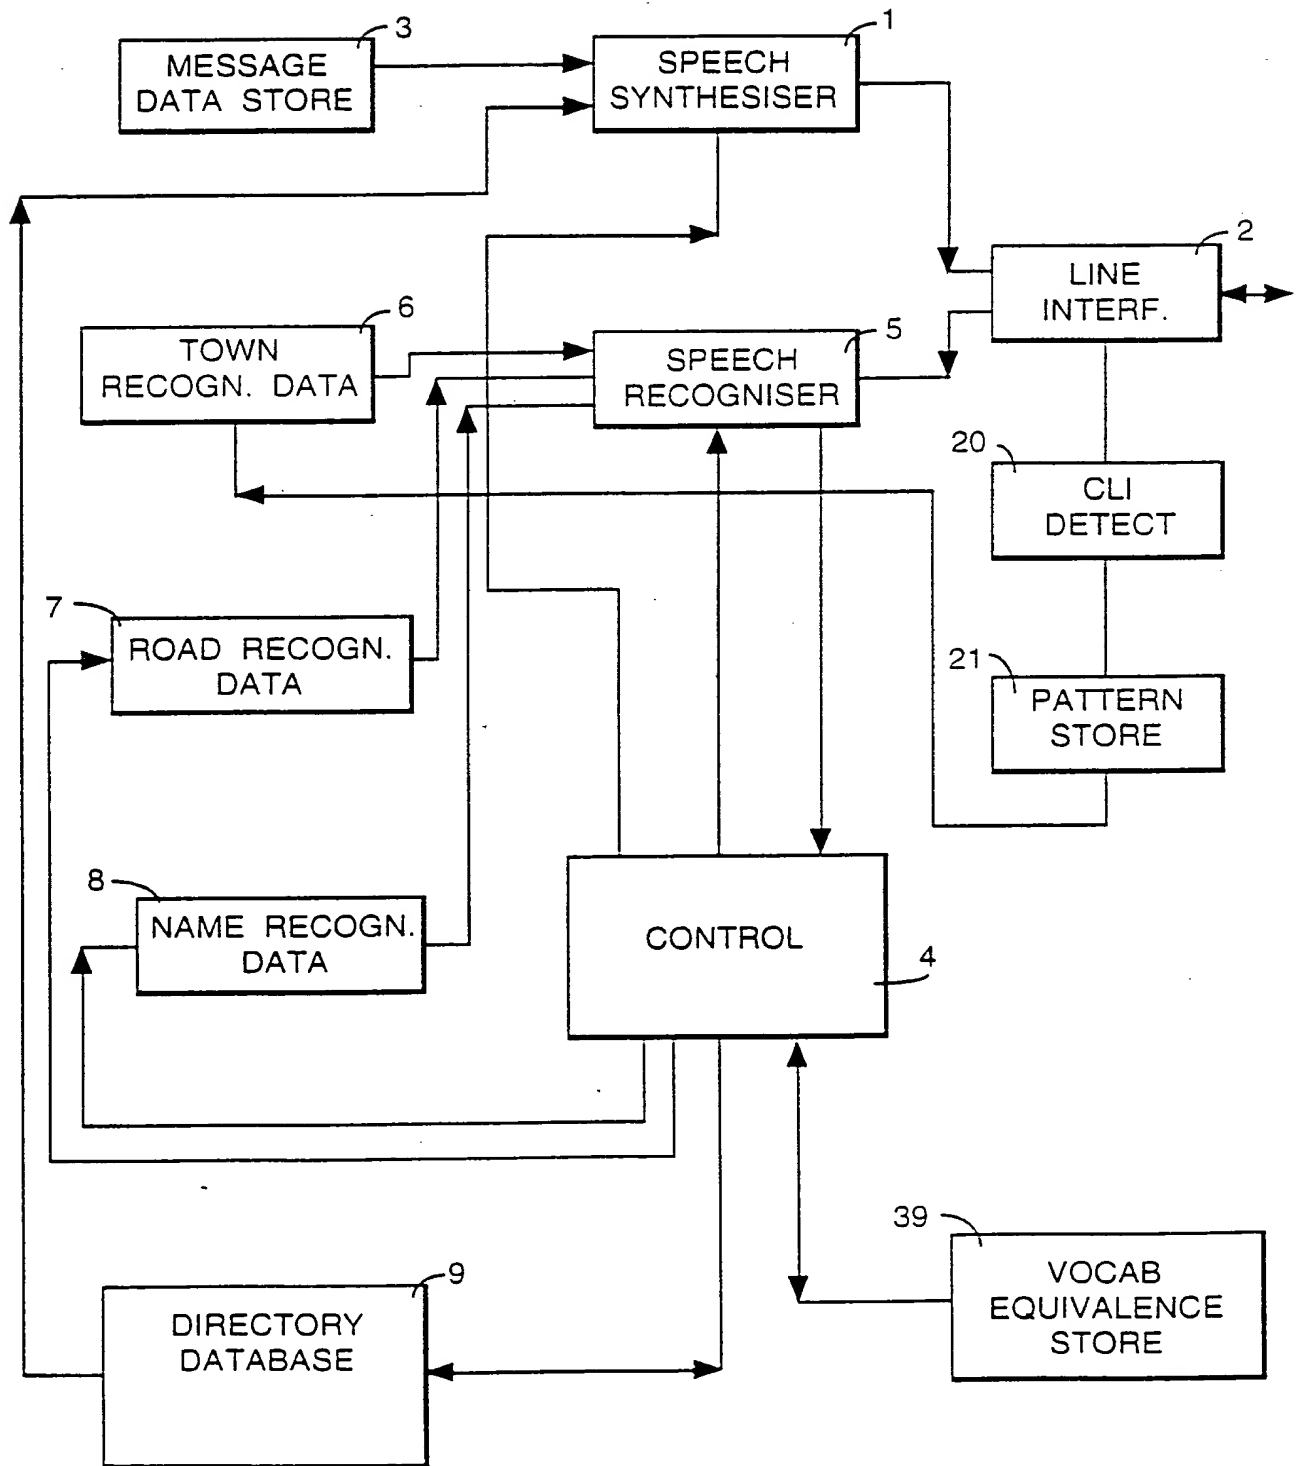 3
MESSAGE
DATA STORE
1
SPEECH
SYNTHESISER
2
LINE
INTERF.
6
TOWN
RECOGN. DATA
5
SPEECH
RECOGNISER
20
CLI
DETECT
7
ROAD RECOGN.
DATA
21
PATTERN
STORE
8
NAME RECOGN.
DATA
CONTROL
4
39
VOCAB
EQUIVALENCE
STORE
9
DIRECTORY
DATABASE